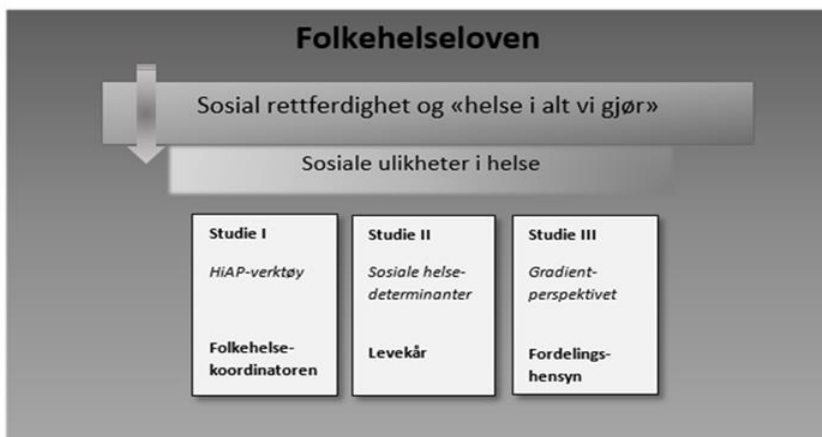 Folkehelseloven
Sosial rettferdighet og «helse i alt vi gjør»
Sosiale ulikheter i helse
Studie I
HiAP-verktøy
Folkehelse-
koordinatoren
Studie II
Sosiale helse-
determinanter
Levekår
Studie III
Gradient-
perspektivet
Fordelings-
hensyn